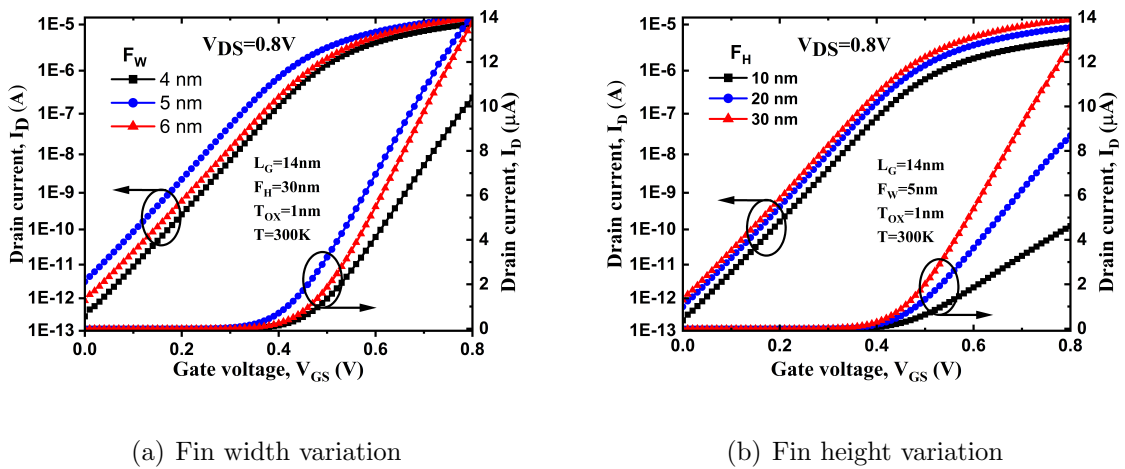 1E-5
1E-6
1E-7
1E-8
1E-9
1E-10
1E-11
1E-12
1E-13
Drain current, I_D (A)
F_W
4 nm
5 nm
6 nm
V_DS=0.8V
L_G=14nm
F_H=30nm
T_OX=1nm
T=300K
14
12
10
8
6
4
2
0
Drain current, I_D (μA)
0.0 0.2 0.4 0.6 0.8
Gate voltage, V_GS (V)
(a) Fin width variation
1E-5
1E-6
1E-7
1E-8
1E-9
1E-10
1E-11
1E-12
1E-13
Drain current, I_D (A)
F_H
10 nm
20 nm
30 nm
V_DS=0.8V
L_G=14nm
F_W=5nm
T_OX=1nm
T=300K
14
12
10
8
6
4
2
0
Drain current, I_D (μA)
0.0 0.2 0.4 0.6 0.8
Gate voltage, V_GS (V)
(b) Fin height variation